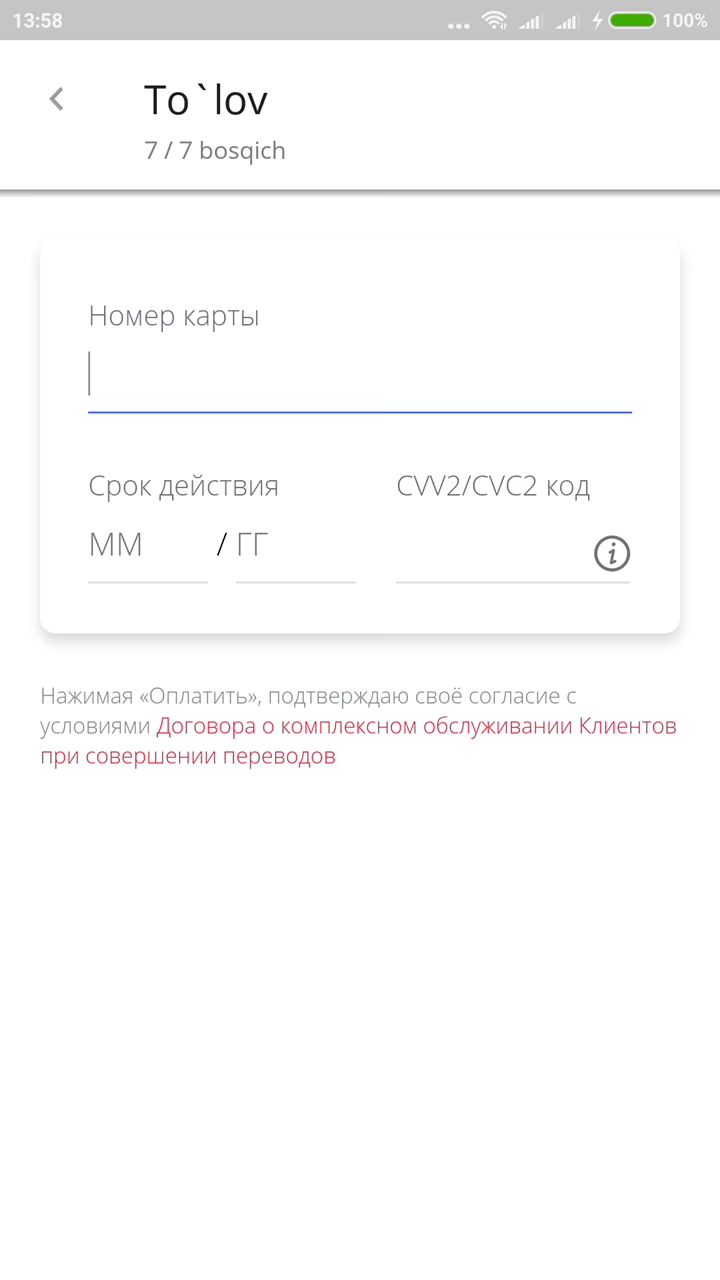 13:58
100%
To`lov
7 / 7 bosqich
Номер карты
Срок действия
CVV2/CVC2 код
ММ / ГГ
Нажимая «Оплатить», подтверждаю своё согласие с
условиями Договора о комплексном обслуживании Клиентов
при совершении переводов